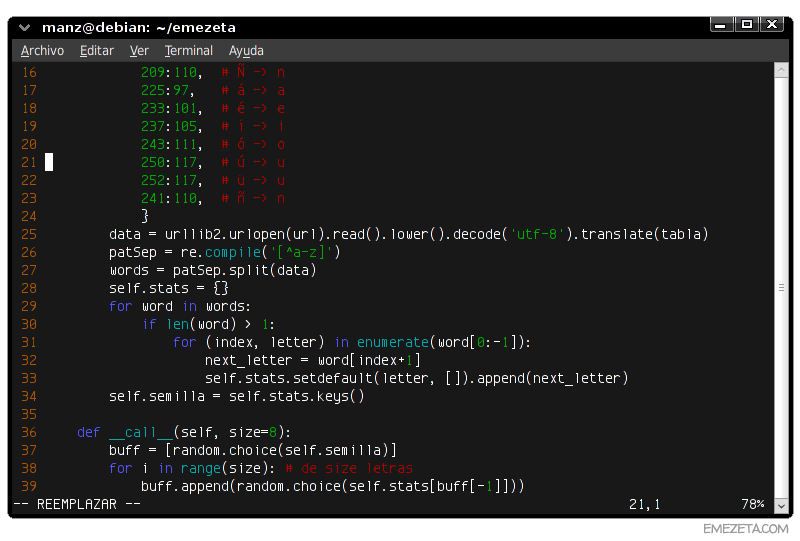 manz@debian: ~/emezeta
Archivo Editar Ver Terminal Ayuda
16 209:110, # Ñ -> n
17 225:97, # á -> a
18 233:101, # é -> e
19 237:105, # í -> i
20 243:111, # ó -> o
21 250:117, # ú -> u
22 252:117, # u -> u
23 241:110, # ñ -> n
24 }
25 data = urllib2.urlopen(url).read().lower().decode('utf-8').translate(tabla)
26 patSep = re.compile('[^a-z]')
27 words = patSep.split(data)
28 self.stats = {}
29 for word in words:
30 if len(word) > 1:
31 for (index, letter) in enumerate(word[0:-1]):
32 next_letter = word[index+1]
33 self.stats.setdefault(letter, []).append(next_letter)
34 self.semilla = self.stats.keys()
35
36 def __call__(self, size=8):
37 buff = [random.choice(self.semilla)]
38 for i in range(size): # de size letras
39 buff.append(random.choice(self.stats[buff[-1]]))
-- REEMPLAZAR -- 21,1 78%
EMEZETA.COM